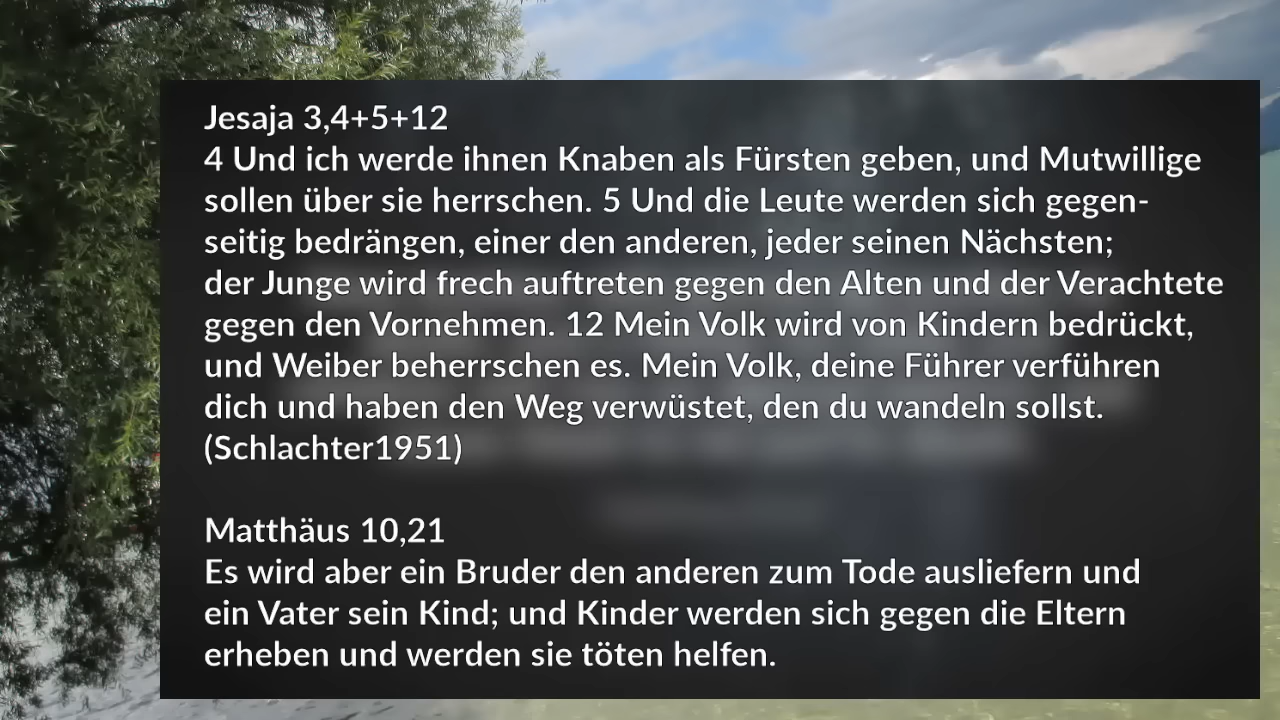 Jesaja 3,4+5+12
4 Und ich werde ihnen Knaben als Fürsten geben, und Mutwillige
sollen über sie herrschen. 5 Und die Leute werden sich gegen-
seitig bedrängen, einer den anderen, jeder seinen Nächsten;
der Junge wird frech auftreten gegen den Alten und der Verachtete
gegen den Vornehmen. 12 Mein Volk wird von Kindern bedrückt,
und Weiber beherrschen es. Mein Volk, deine Führer verführen
dich und haben den Weg verwüstet, den du wandeln sollst.
(Schlachter1951)
Matthäus 10,21
Es wird aber ein Bruder den anderen zum Tode ausliefern und
ein Vater sein Kind; und Kinder werden sich gegen die Eltern
erheben und werden sie töten helfen.